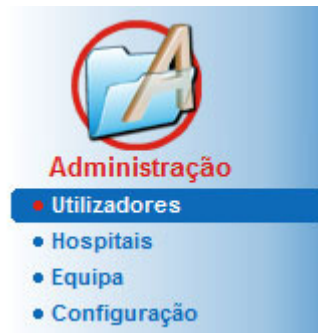 A
Administração
Utilizadores
Hospitais
Equipa
Configuração